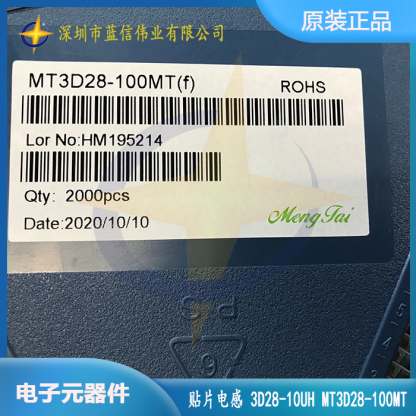 深圳市蓝信伟业有限公司
原装正品
MT3D28-100MT(f)
ROHS
Lor No:HM195214
Qty: 2000pcs
Date:2020/10/10
MengTai
PS
6
电子元器件
贴片电感 3D28-10UH MT3D28-100MT